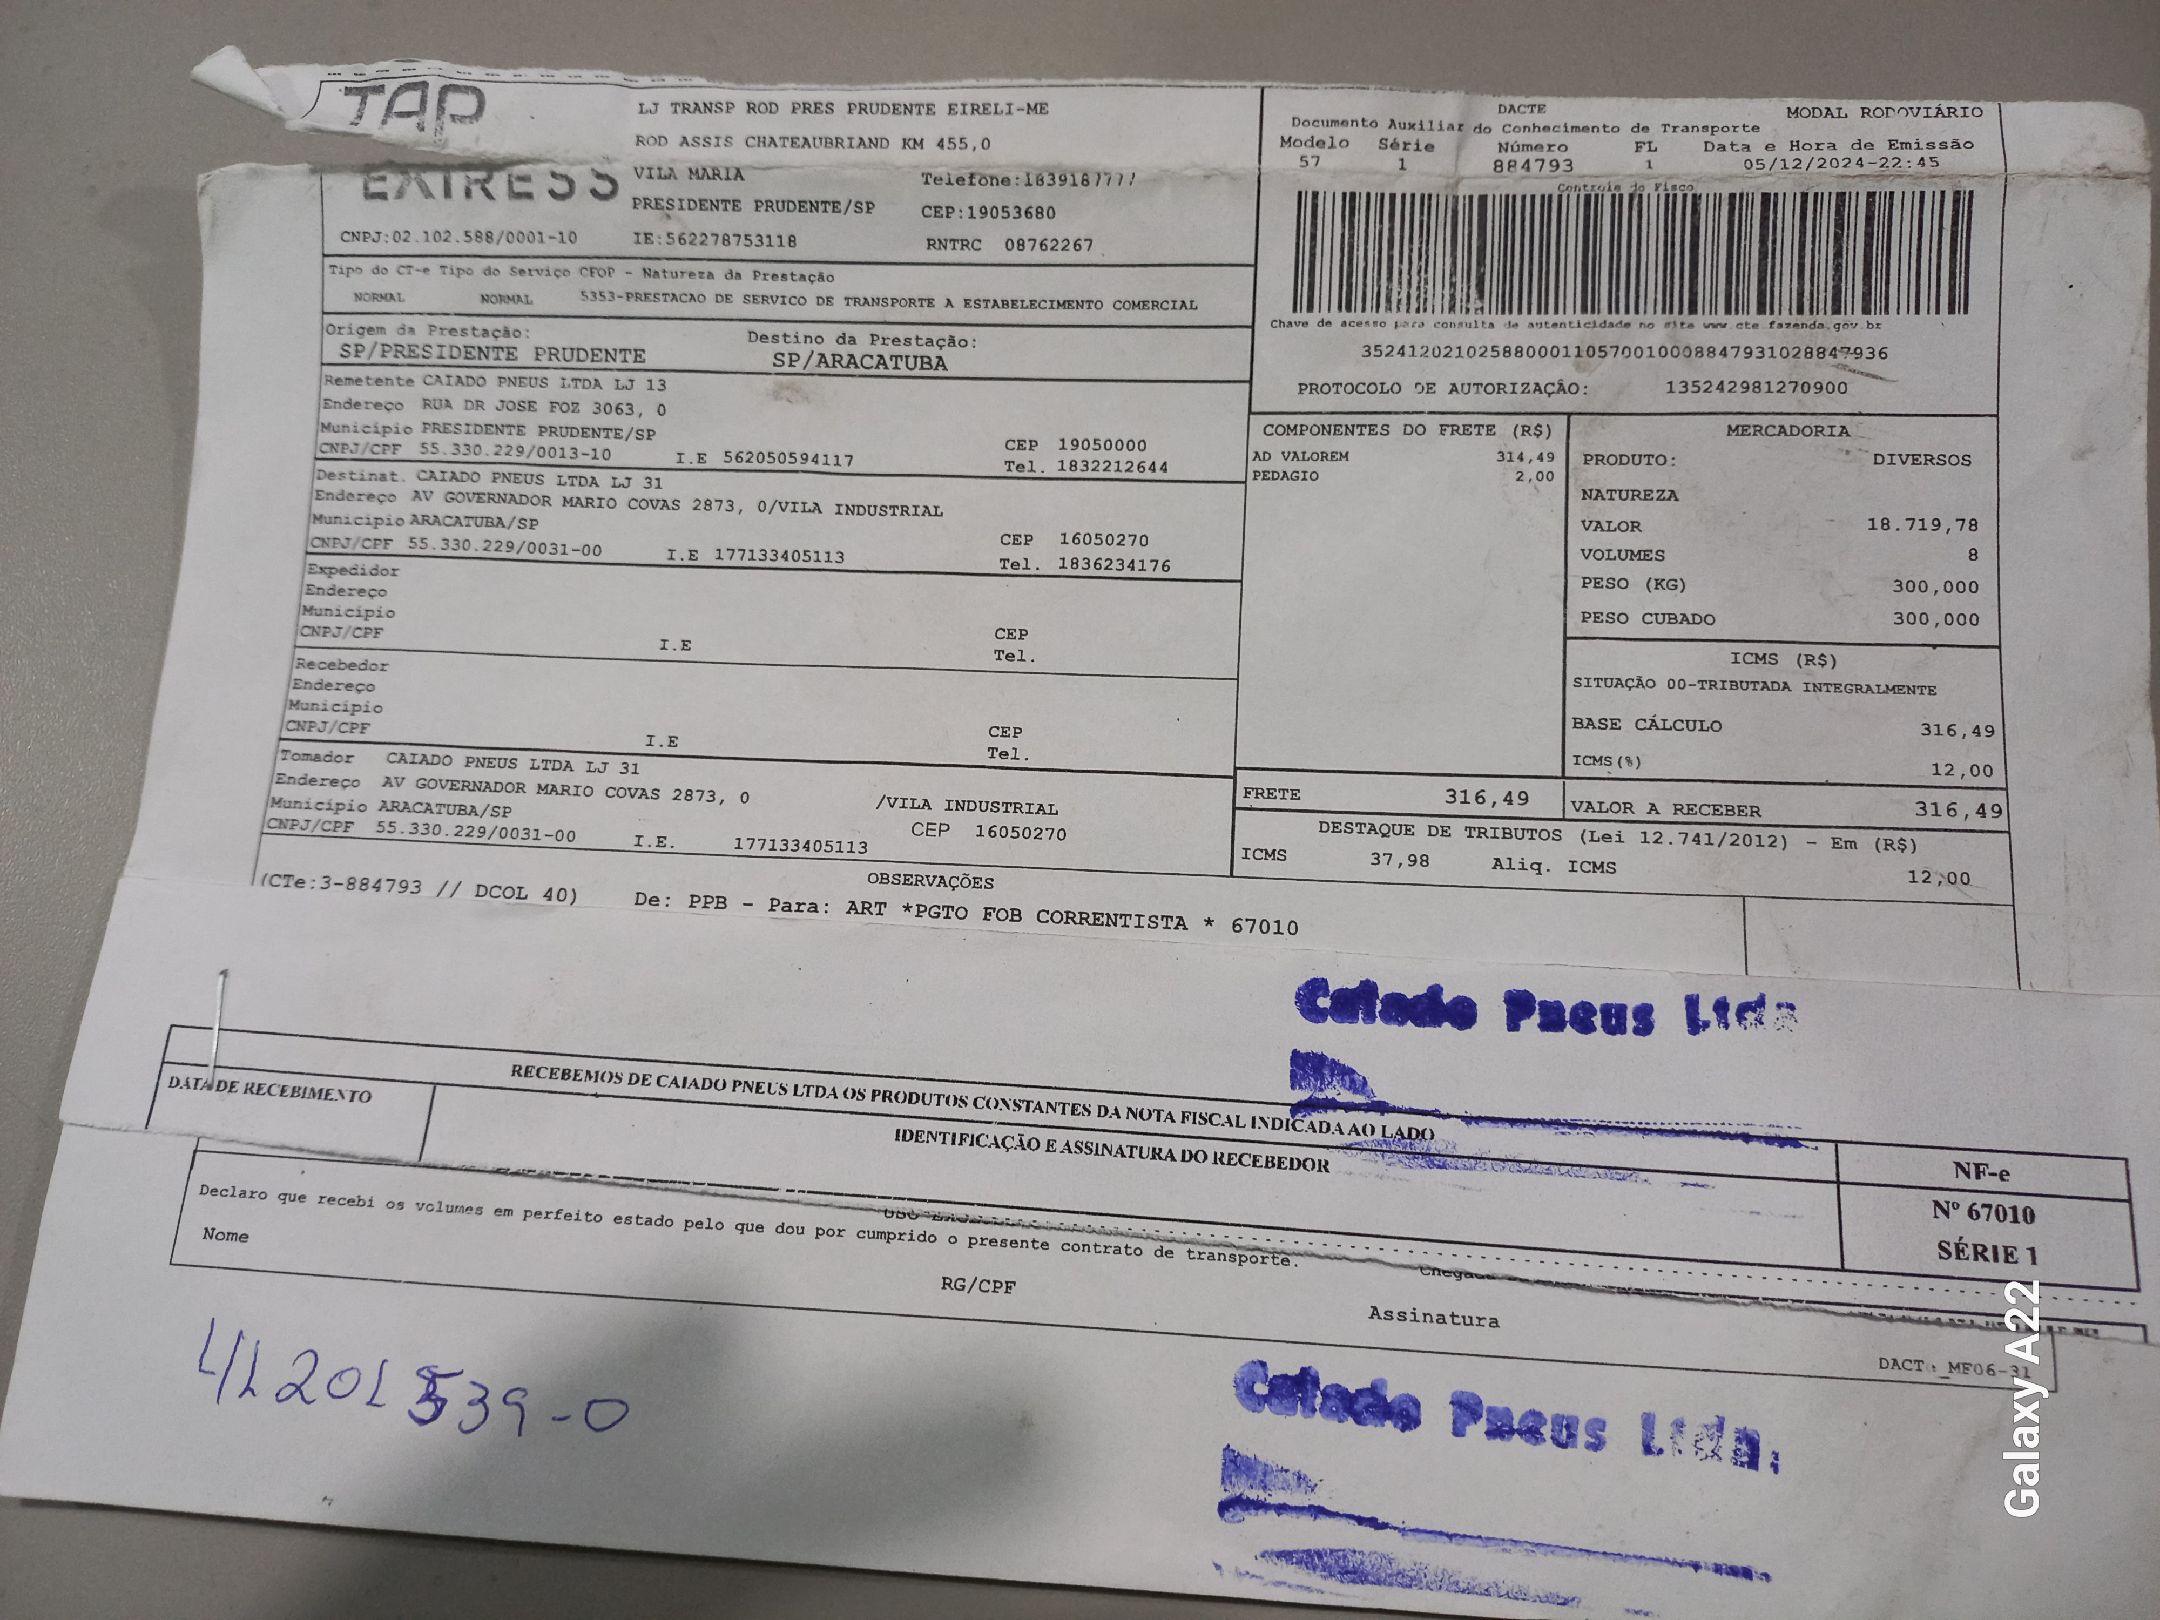 TAP
EXPRESS
LJ TRANSP ROD PRES PRUDENTE EIRELI-ME
ROD ASSIS CHATEAUBRIAND KM 455,0
VILA MARIA Telefone:1839187777
PRESIDENTE PRUDENTE/SP CEP:19053680
CNPJ:02.102.588/0001-10 IE:562278753118 RNTRC 08762267
DACTE MODAL RODOVIÁRIO
Documento Auxiliar do Conhecimento de Transporte
Modelo Série Número FL Data e Hora de Emissão
57 1 884793 1 05/12/2024-22:45
Controle do Fisco
Chave de acesso para consulta de autenticidade no site www.cte.fazenda.gov.br
35241202102588000110570010008847931028847936
PROTOCOLO DE AUTORIZAÇÃO: 135242981270900
Tipo do CT-e Tipo do Serviço CFOP - Natureza da Prestação
NORMAL NORMAL 5353-PRESTACAO DE SERVICO DE TRANSPORTE A ESTABELECIMENTO COMERCIAL
Origem da Prestação: Destino da Prestação:
SP/PRESIDENTE PRUDENTE SP/ARACATUBA
Remetente CAIADO PNEUS LTDA LJ 13
Endereço RUA DR JOSE FOZ 3063, 0
Município PRESIDENTE PRUDENTE/SP CEP 19050000
CNPJ/CPF 55.330.229/0013-10 I.E 562050594117 Tel. 1832212644
Destinat. CAIADO PNEUS LTDA LJ 31
Endereço AV GOVERNADOR MARIO COVAS 2873, 0/VILA INDUSTRIAL
Município ARACATUBA/SP CEP 16050270
CNPJ/CPF 55.330.229/0031-00 I.E 177133405113 Tel. 1836234176
Expedidor
Endereço
Município CEP
CNPJ/CPF I.E Tel.
Recebedor
Endereço
Município CEP
CNPJ/CPF I.E Tel.
Tomador CAIADO PNEUS LTDA LJ 31
Endereço AV GOVERNADOR MARIO COVAS 2873, 0 /VILA INDUSTRIAL
Município ARACATUBA/SP CEP 16050270
CNPJ/CPF 55.330.229/0031-00 I.E. 177133405113
COMPONENTES DO FRETE (R$)
AD VALOREM 314,49
PEDAGIO 2,00
MERCADORIA
PRODUTO: DIVERSOS
NATUREZA
VALOR 18.719,78
VOLUMES 8
PESO (KG) 300,000
PESO CUBADO 300,000
ICMS (R$)
SITUAÇÃO 00-TRIBUTADA INTEGRALMENTE
BASE CÁLCULO 316,49
ICMS(%) 12,00
FRETE 316,49 VALOR A RECEBER 316,49
DESTAQUE DE TRIBUTOS (Lei 12.741/2012) - Em (R$)
ICMS 37,98 Aliq. ICMS 12,00
OBSERVAÇÕES
(CTe:3-884793 // DCOL 40) De: PPB - Para: ART *PGTO FOB CORRENTISTA * 67010
Caiado Pneus Ltda
RECEBEMOS DE CAIADO PNEUS LTDA OS PRODUTOS CONSTANTES DA NOTA FISCAL INDICADA AO LADO
DATA DE RECEBIMENTO IDENTIFICAÇÃO E ASSINATURA DO RECEBEDOR
NF-e
Nº 67010
SÉRIE 1
Declaro que recebi os volumes em perfeito estado pelo que dou por cumprido o presente contrato de transporte.
Nome RG/CPF Assinatura
Chegada
DACTe_MF06-31
539-0
Caiado Pneus Ltda.
Galaxy A22